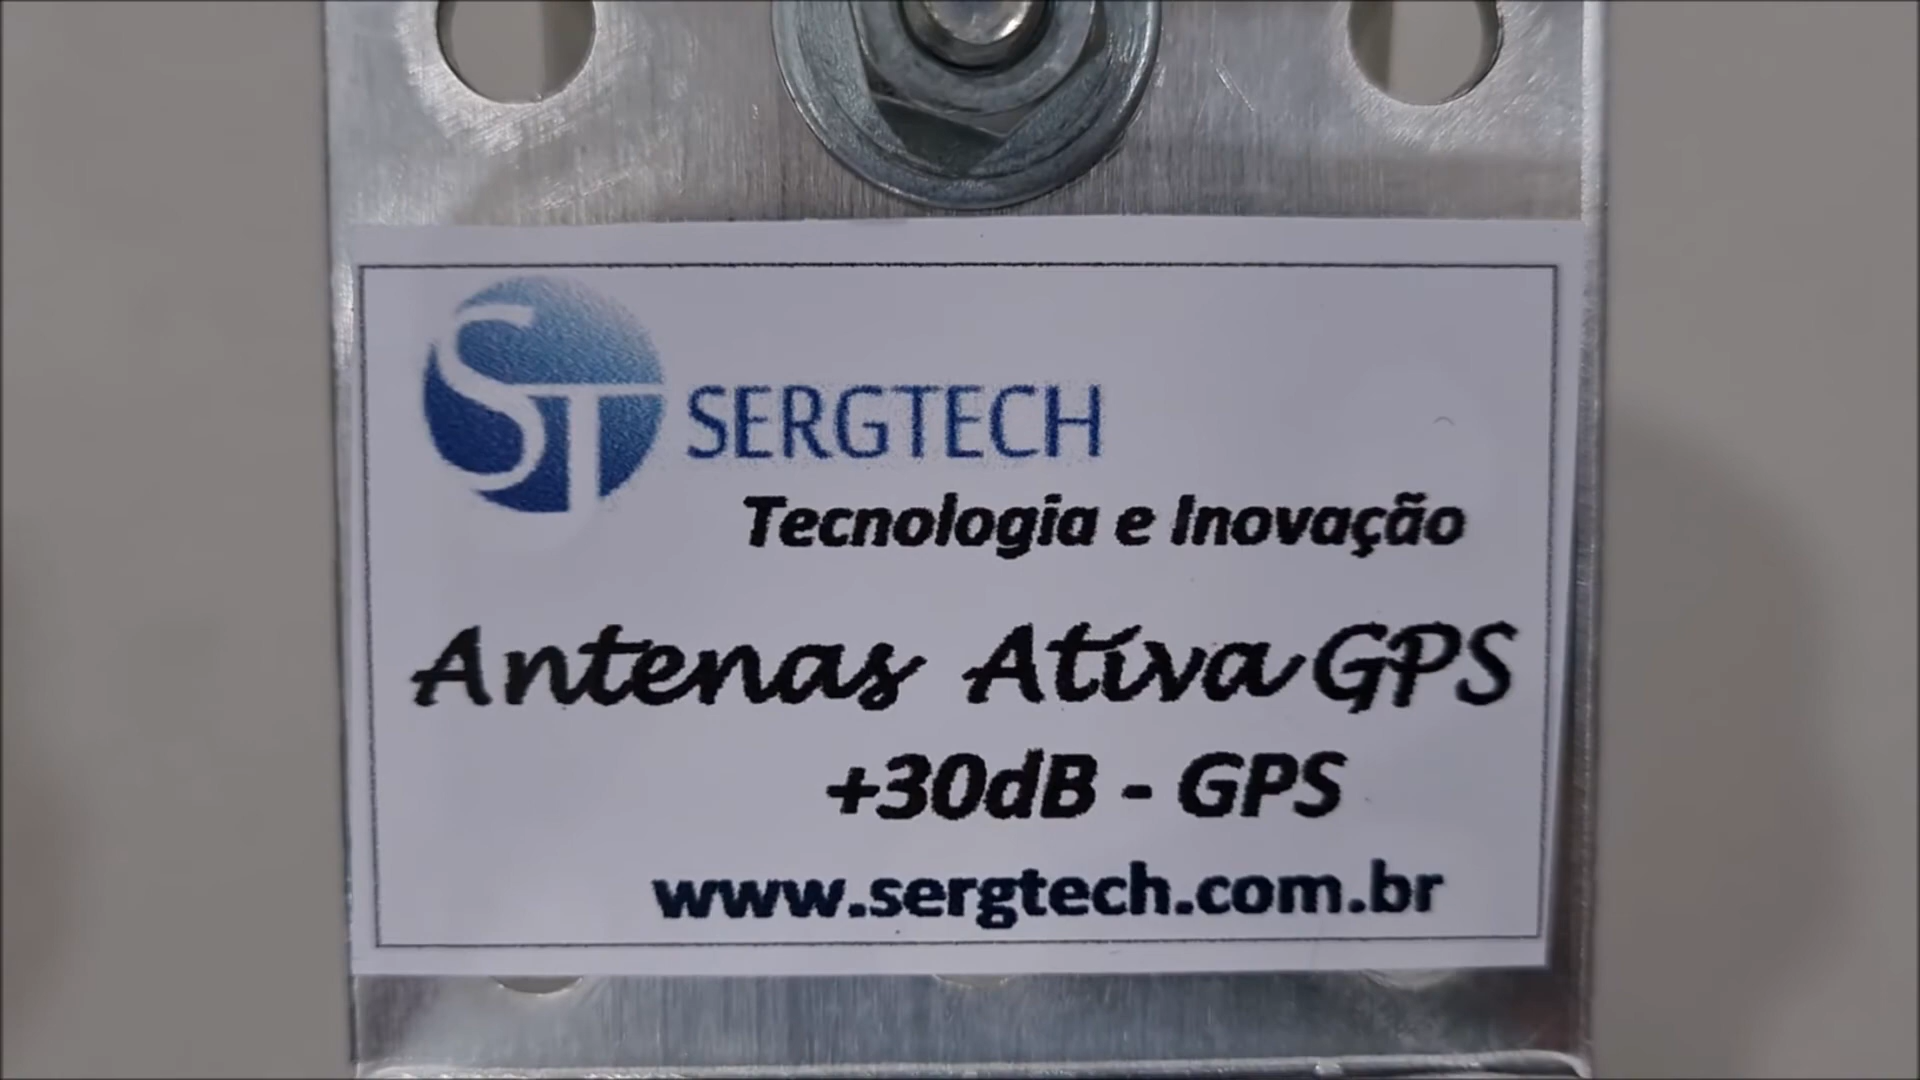 ST SERGTECH
Tecnologia e Inovação
Antenas Ativa GPS
+30dB - GPS
www.sergtech.com.br